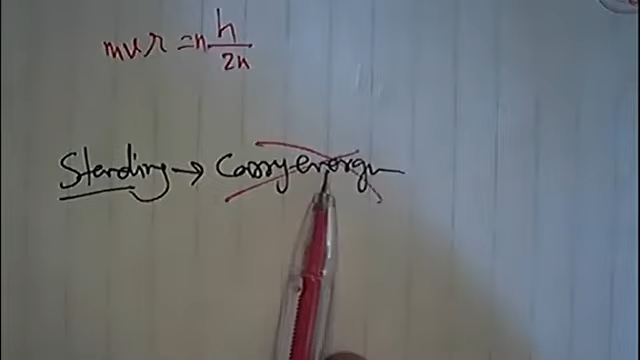 mvr = n h/2π
Standing → Carry energy